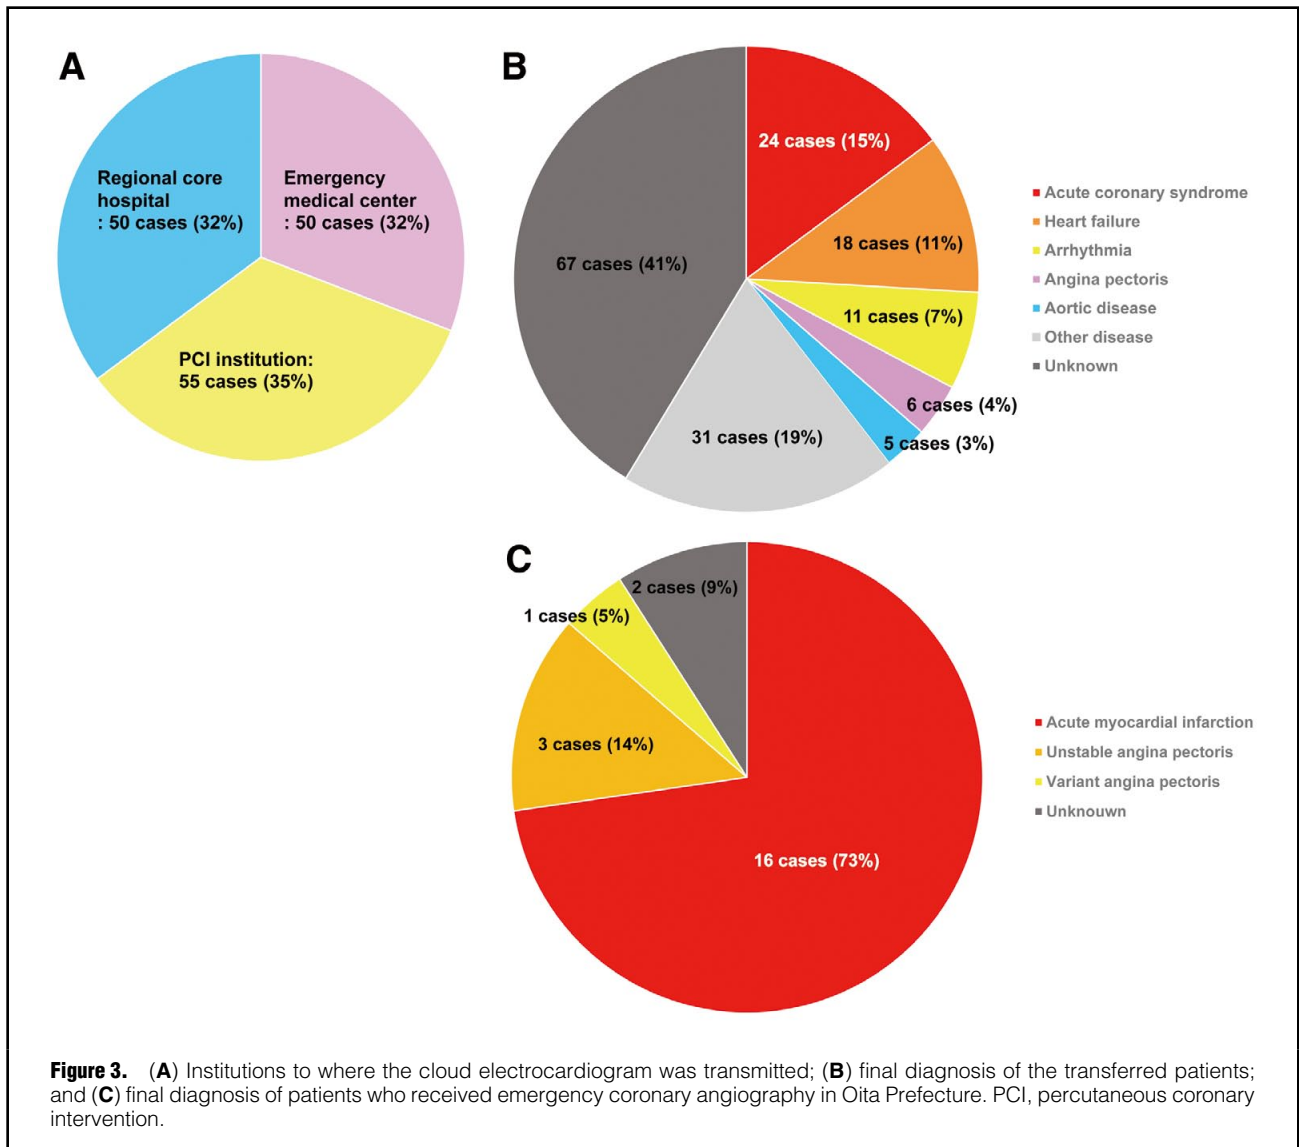 A
Regional core
hospital
: 50 cases (32%)
Emergency
medical center
: 50 cases (32%)
PCI institution:
55 cases (35%)
B
24 cases (15%)
18 cases (11%)
11 cases (7%)
6 cases (4%)
5 cases (3%)
31 cases (19%)
67 cases (41%)
Acute coronary syndrome
Heart failure
Arrhythmia
Angina pectoris
Aortic disease
Other disease
Unknown
C
2 cases (9%)
1 cases (5%)
3 cases (14%)
16 cases (73%)
Acute myocardial infarction
Unstable angina pectoris
Variant angina pectoris
Unknouwn
Figure 3. (A) Institutions to where the cloud electrocardiogram was transmitted; (B) final diagnosis of the transferred patients;
and (C) final diagnosis of patients who received emergency coronary angiography in Oita Prefecture. PCI, percutaneous coronary
intervention.